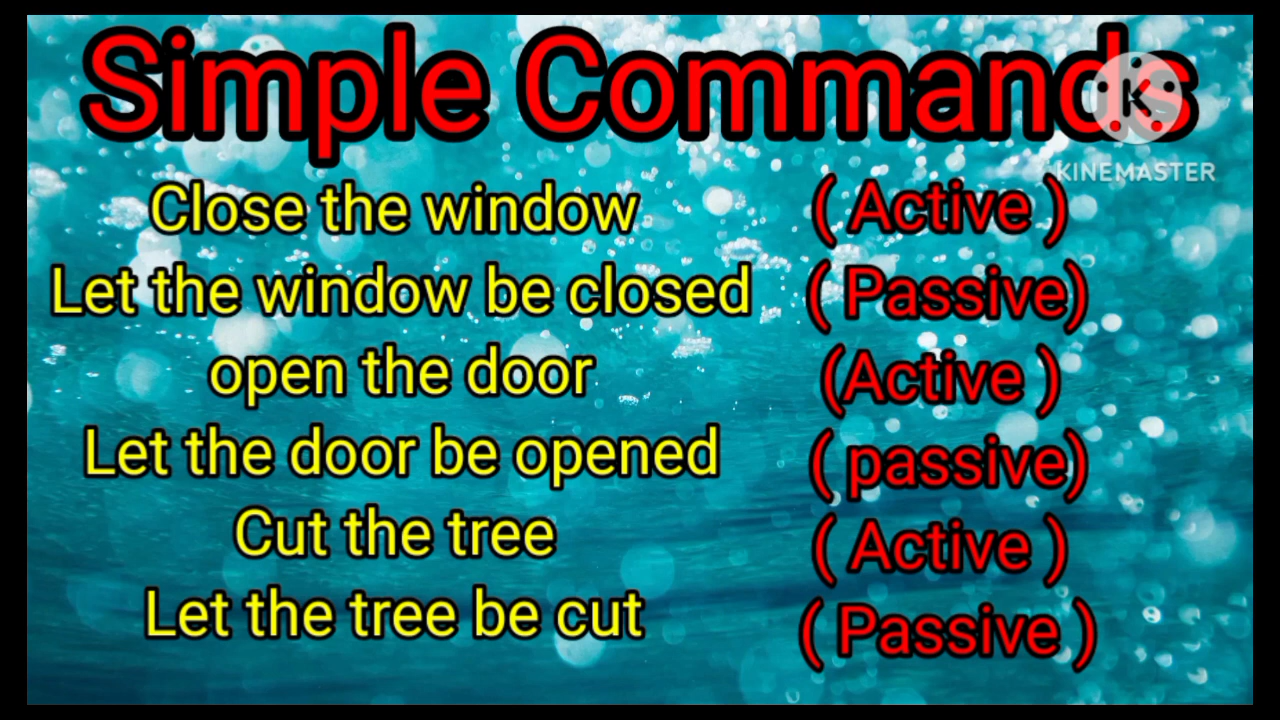 Simple Commands
KINEMASTER
Close the window ( Active )
Let the window be closed ( Passive)
open the door (Active )
Let the door be opened ( passive)
Cut the tree ( Active )
Let the tree be cut ( Passive )